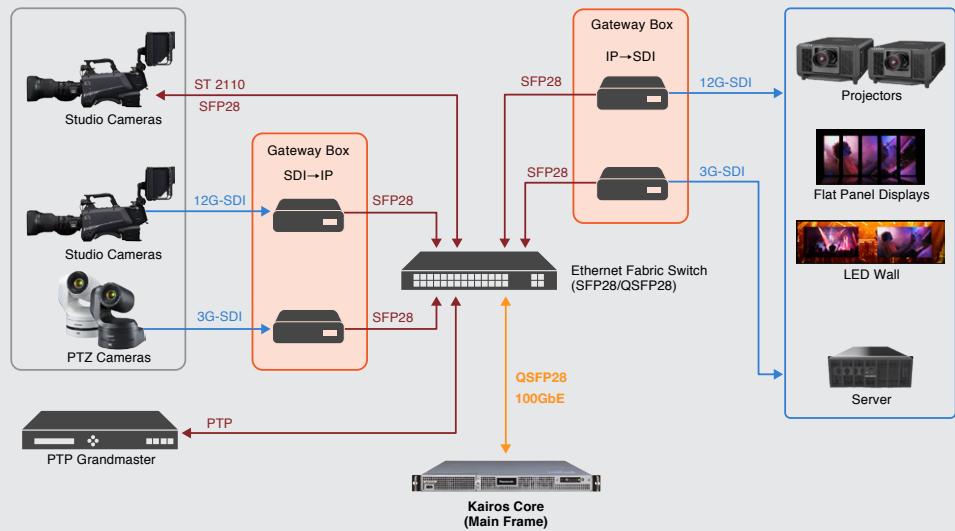 Gateway Box
IP→SDI
ST 2110
SFP28
Studio Cameras
SFP28
12G-SDI
Projectors
Gateway Box
SDI→IP
SFP28
3G-SDI
Flat Panel Displays
12G-SDI
SFP28
Studio Cameras
LED Wall
Ethernet Fabric Switch
(SFP28/QSFP28)
3G-SDI
SFP28
PTZ Cameras
QSFP28
100GbE
Server
PTP
PTP Grandmaster
Panasonic
Kairos Core
(Main Frame)